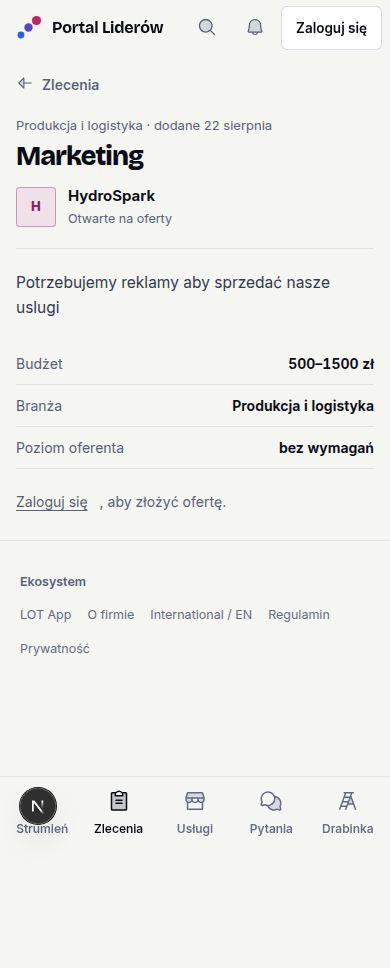 Portal Liderów
Zaloguj się
Zlecenia
Produkcja i logistyka · dodane 22 sierpnia
Marketing
H
HydroSpark
Otwarte na oferty
Potrzebujemy reklamy aby sprzedać nasze
uslugi
Budżet 500–1500 zł
Branża Produkcja i logistyka
Poziom oferenta bez wymagań
Zaloguj się , aby złożyć ofertę.
Ekosystem
LOT App O firmie International / EN Regulamin
Prywatność
N
Strumień Zlecenia Usługi Pytania Drabinka